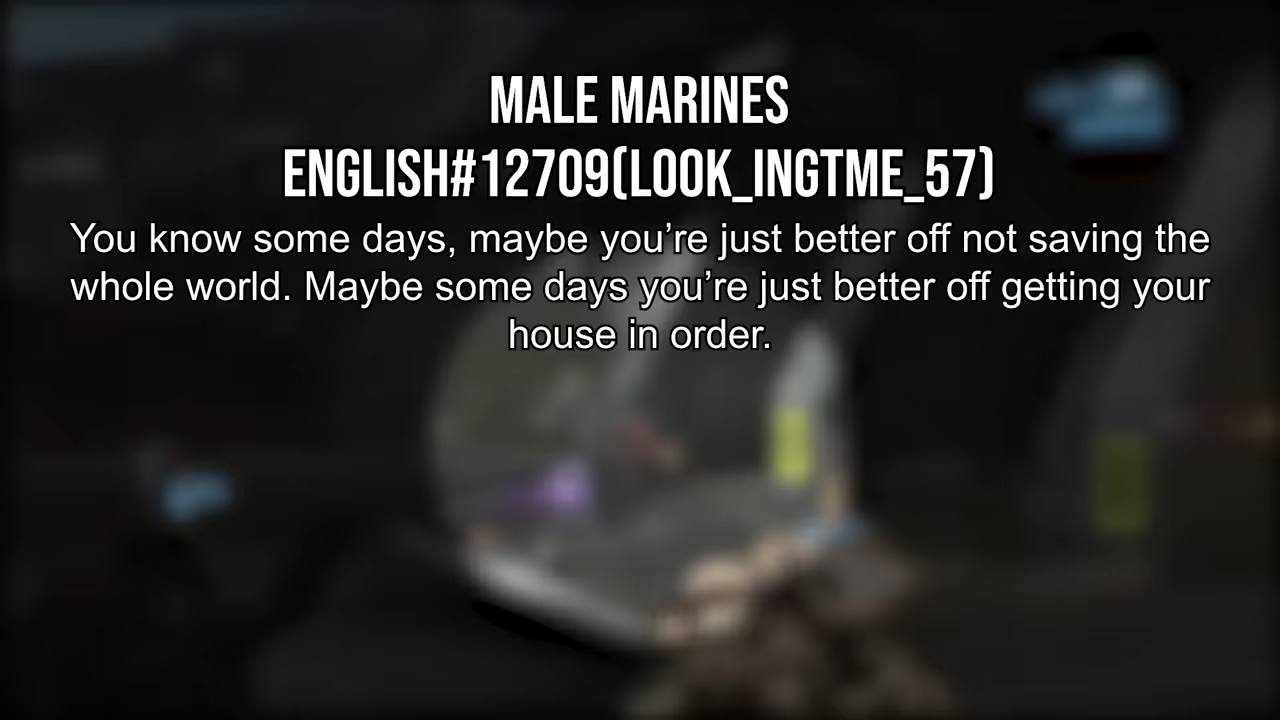 MALE MARINES
ENGLISH#12709(LOOK_INGTME_57)
You know some days, maybe you’re just better off not saving the
whole world. Maybe some days you’re just better off getting your
house in order.